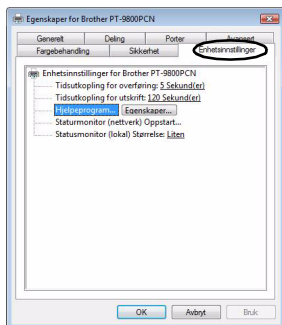 Egenskaper for Brother PT-9800PCN
Generelt Deling Porter Avansert
Fargebehandling Sikkerhet Enhetsinnstillinger
Enhetsinnstillinger for Brother PT-9800PCN
Tidsutkopling for overføring: 5 Sekund(er)
Tidsutkopling for utskrift: 120 Sekund(er)
Hjelpeprogram... Egenskaper...
Staturmonitor (nettverk) Oppstart...
Statusmonitor (lokal) Størrelse: Liten
OK Avbryt Bruk